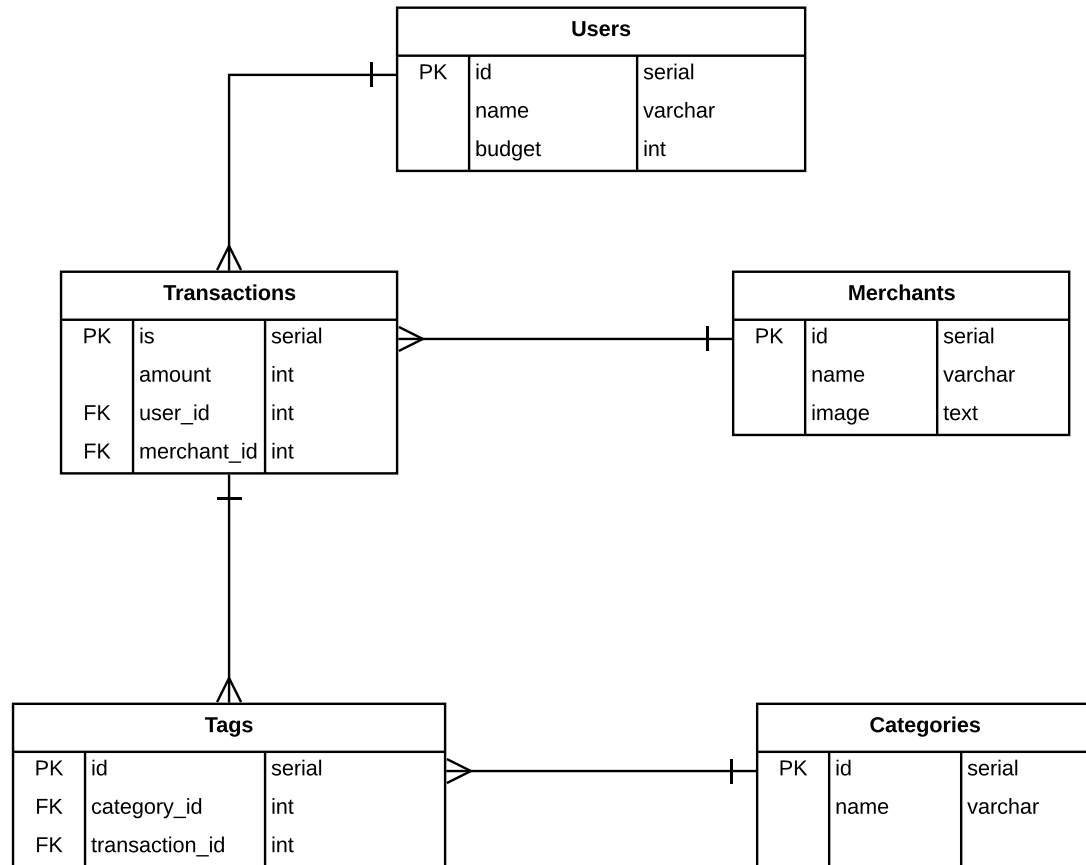 Users
PK id serial
name varchar
budget int
Transactions
PK is serial
amount int
FK user_id int
FK merchant_id int
Merchants
PK id serial
name varchar
image text
Tags
PK id serial
FK category_id int
FK transaction_id int
Categories
PK id serial
name varchar